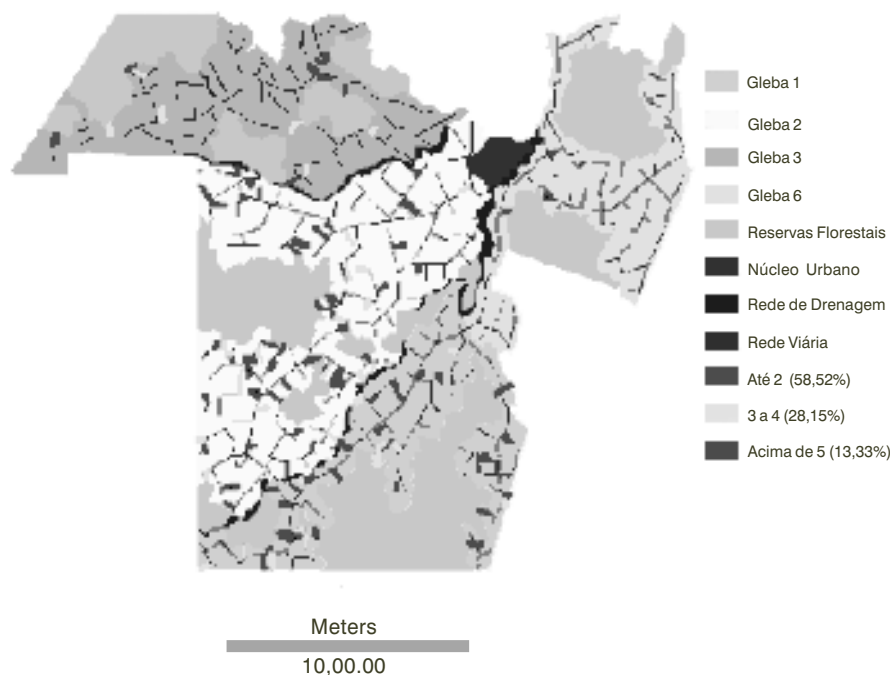 Gleba 1
Gleba 2
Gleba 3
Gleba 6
Reservas Florestais
Núcleo Urbano
Rede de Drenagem
Rede Viária
Até 2 (58,52%)
3 a 4 (28,15%)
Acima de 5 (13,33%)
Meters
10,00.00